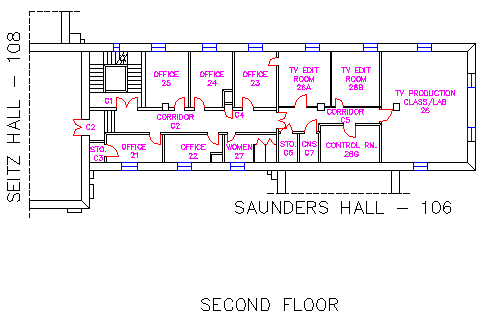 SEITZ HALL - 108
OFFICE
25
OFFICE
24
OFFICE
23
TV EDIT
ROOM
26A
TV EDIT
ROOM
26B
TV PRODUCTION
CLASS/LAB
26
C1
CORRIDOR
C2
C4
CORRIDOR
C5
C2
STO.
C3
OFFICE
21
OFFICE
22
WOMEN
27
STO.
C6
CNS
C7
CONTROL RM.
26G
SAUNDERS HALL - 106
SECOND FLOOR